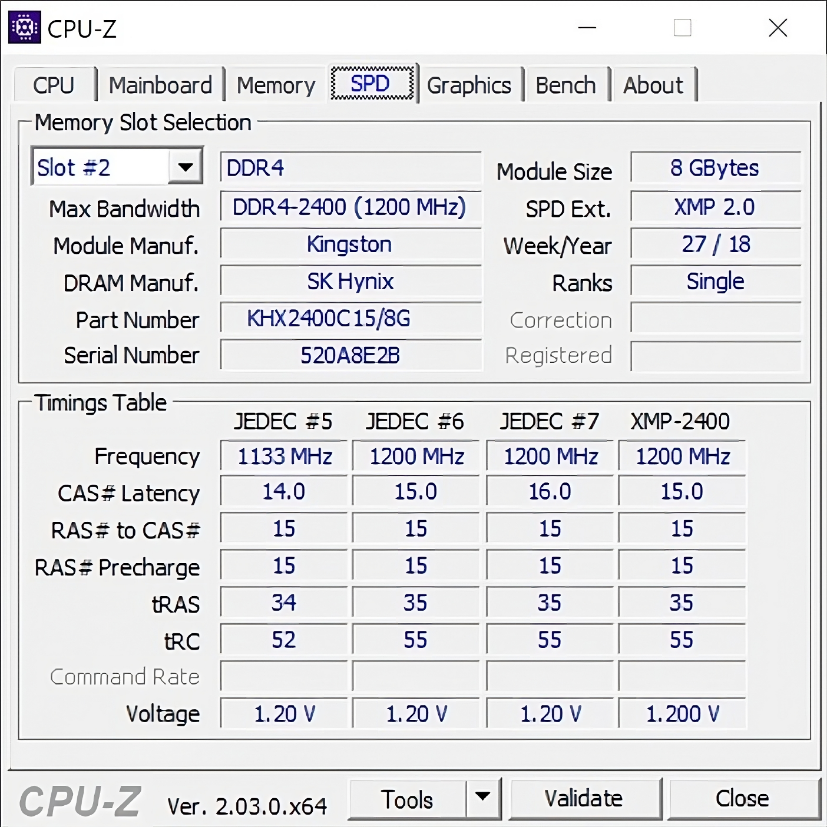 CPU-Z
CPU Mainboard Memory SPD Graphics Bench About
Memory Slot Selection
Slot #2 DDR4 Module Size 8 GBytes
Max Bandwidth DDR4-2400 (1200 MHz) SPD Ext. XMP 2.0
Module Manuf. Kingston Week/Year 27 / 18
DRAM Manuf. SK Hynix Ranks Single
Part Number KHX2400C15/8G Correction
Serial Number 520A8E2B Registered
Timings Table
JEDEC #5 JEDEC #6 JEDEC #7 XMP-2400
Frequency 1133 MHz 1200 MHz 1200 MHz 1200 MHz
CAS# Latency 14.0 15.0 16.0 15.0
RAS# to CAS# 15 15 15 15
RAS# Precharge 15 15 15 15
tRAS 34 35 35 35
tRC 52 55 55 55
Command Rate
Voltage 1.20 V 1.20 V 1.20 V 1.200 V
CPU-Z Ver. 2.03.0.x64 Tools Validate Close